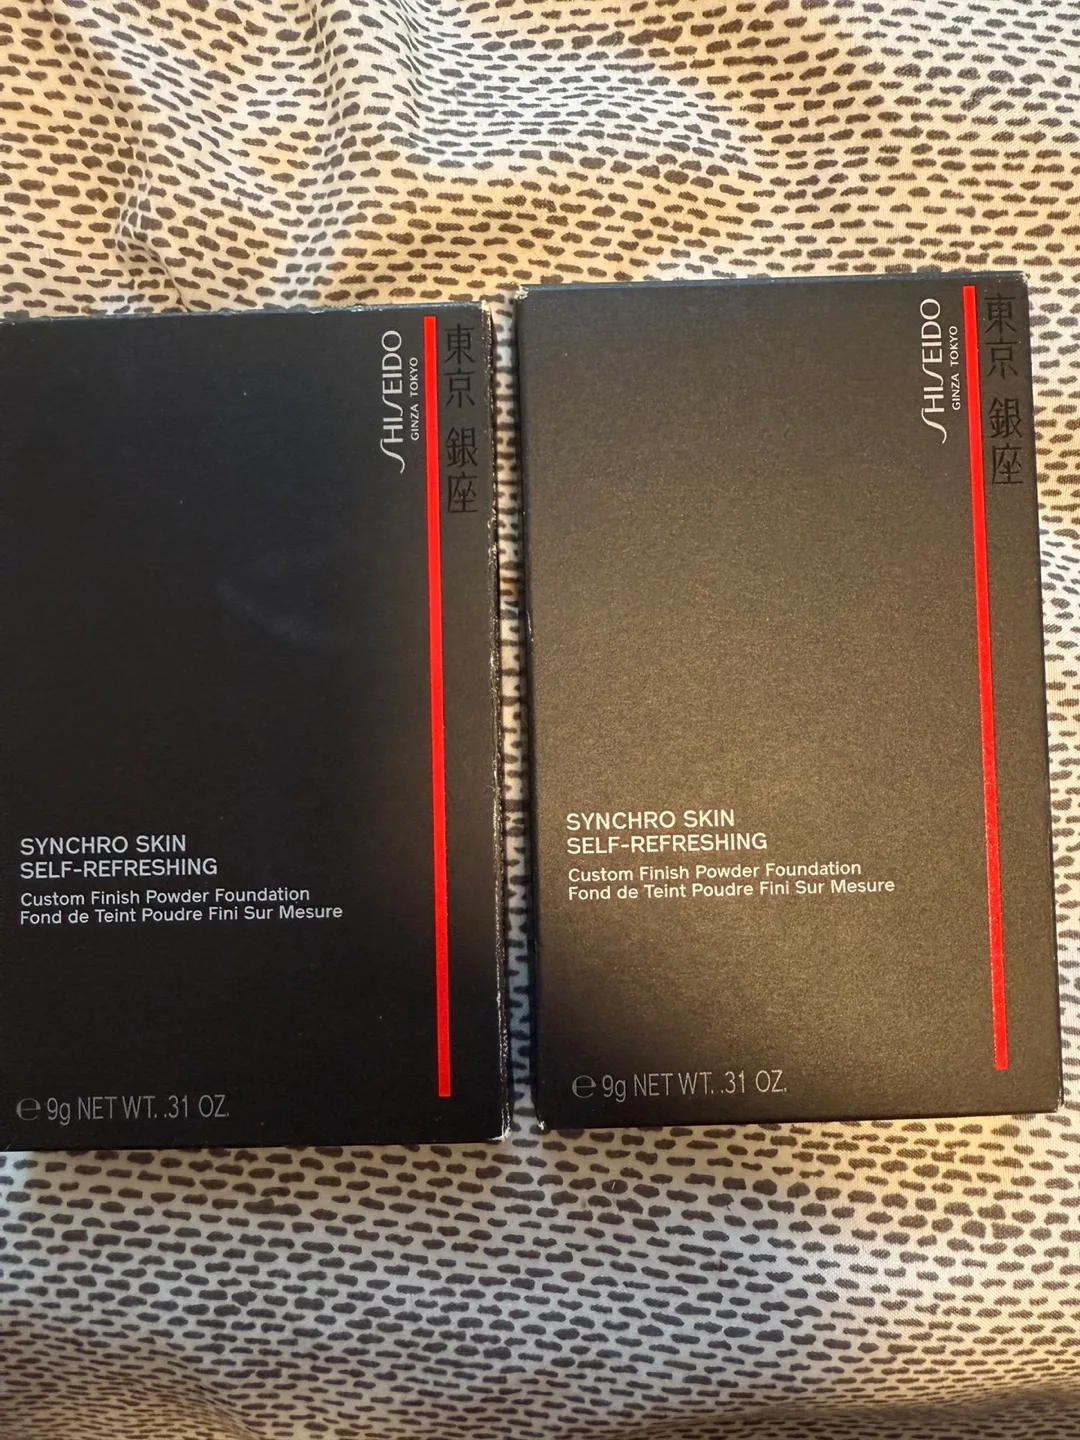 SHISEIDO
GINZA TOKYO
東京 銀座
SYNCHRO SKIN
SELF-REFRESHING
Custom Finish Powder Foundation
Fond de Teint Poudre Fini Sur Mesure
℮ 9g NET WT. .31 OZ.
SHISEIDO
GINZA TOKYO
東京 銀座
SYNCHRO SKIN
SELF-REFRESHING
Custom Finish Powder Foundation
Fond de Teint Poudre Fini Sur Mesure
℮ 9g NET WT. .31 OZ.